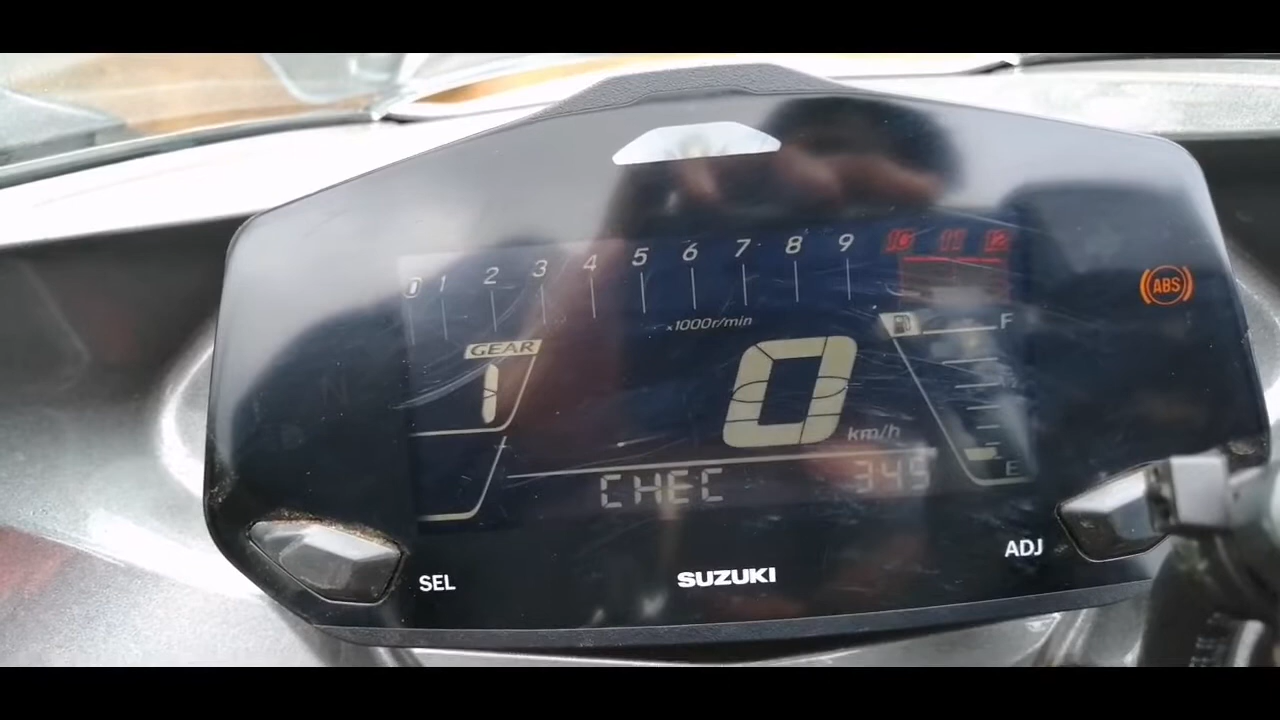 0 1 2 3 4 5 6 7 8 9 10 11 12
x1000r/min
GEAR
1
0
km/h
F
E
ABS
CHEC 345
SEL
ADJ
SUZUKI